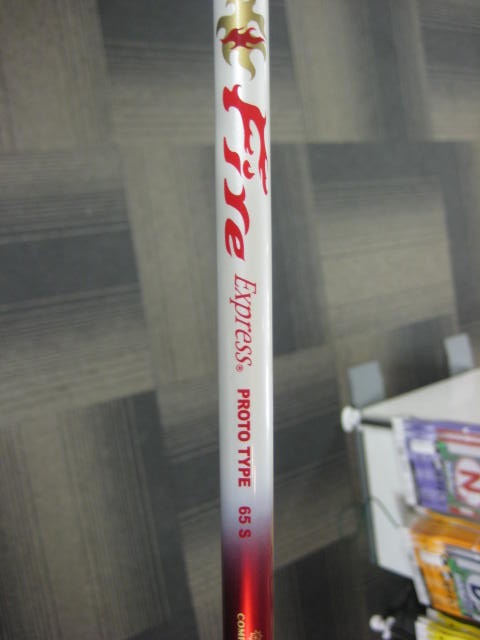 Fire
Express®
PROTO TYPE
65 S